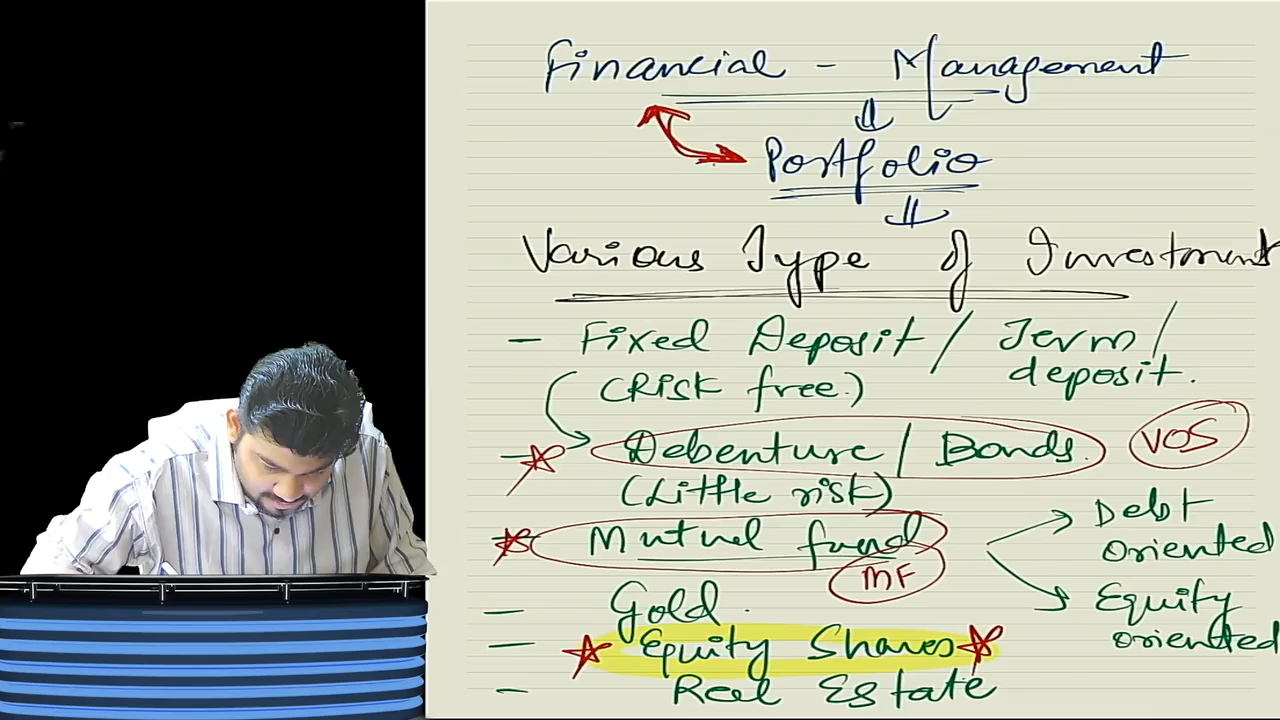 Financial - Management
Portfolio
Various Type of Investment
- Fixed Deposit / Term / deposit.
(Risk free.)
- Debenture / Bonds. VOS
(Little risk)
- Mutual fund
MF
Debt oriented
Equity oriented
- Gold.
- Equity Shares
- Real Estate